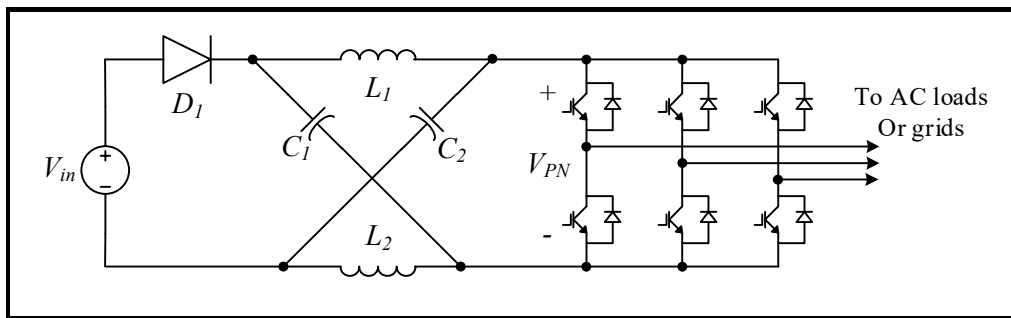 D1
L1
C1
C2
L2
Vin
+
-
+
VPN
-
To AC loads
Or grids